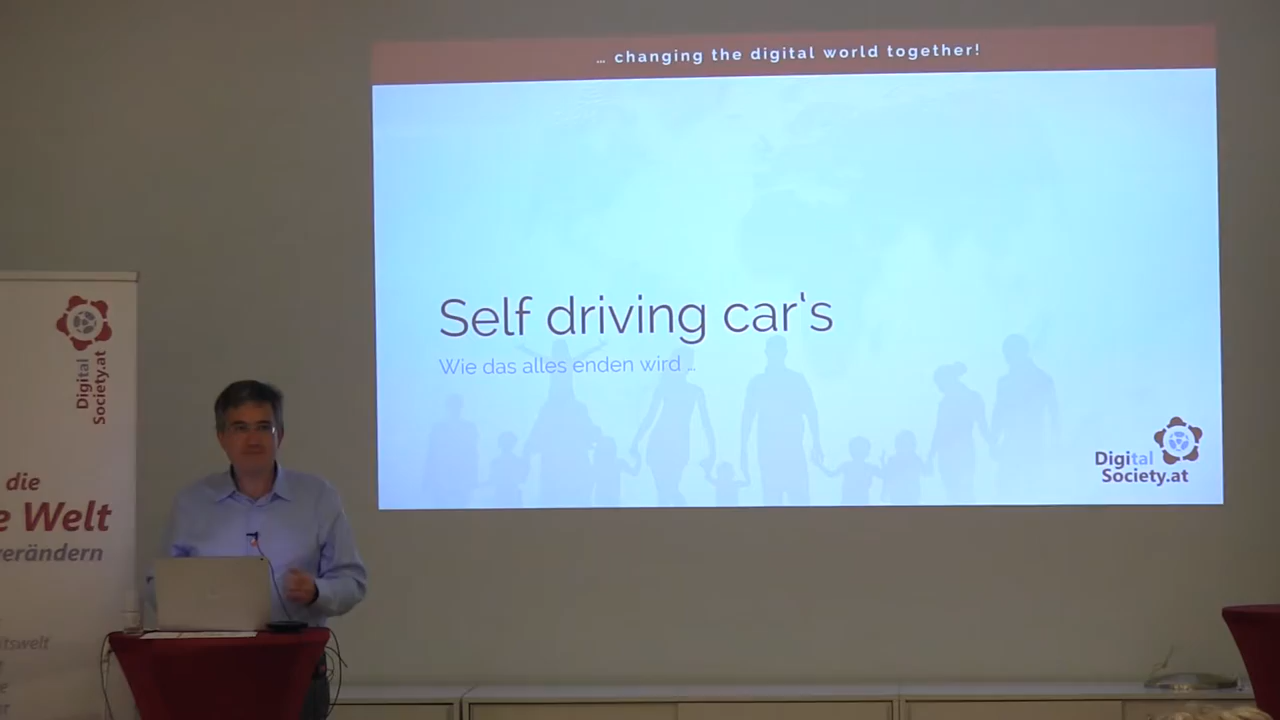 … changing the digital world together!
Self driving car's
Wie das alles enden wird ...
Digital
Society.at
Digital
Society.at
die
e Welt
verändern
itswelt